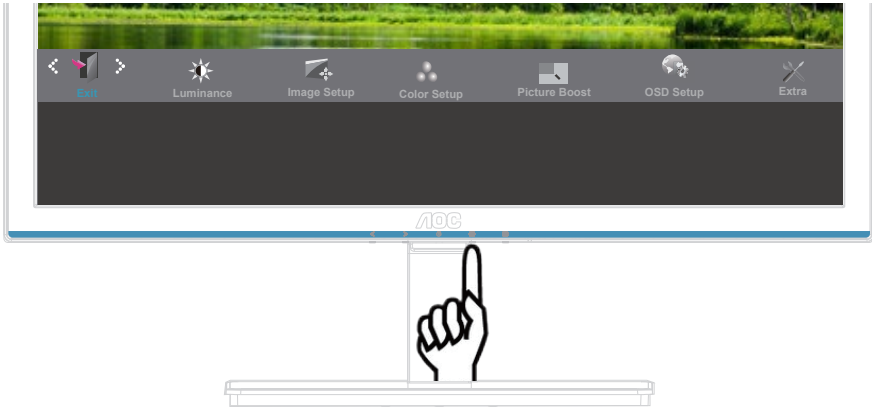 Exit
Luminance
Image Setup
Color Setup
Picture Boost
OSD Setup
Extra
AOC